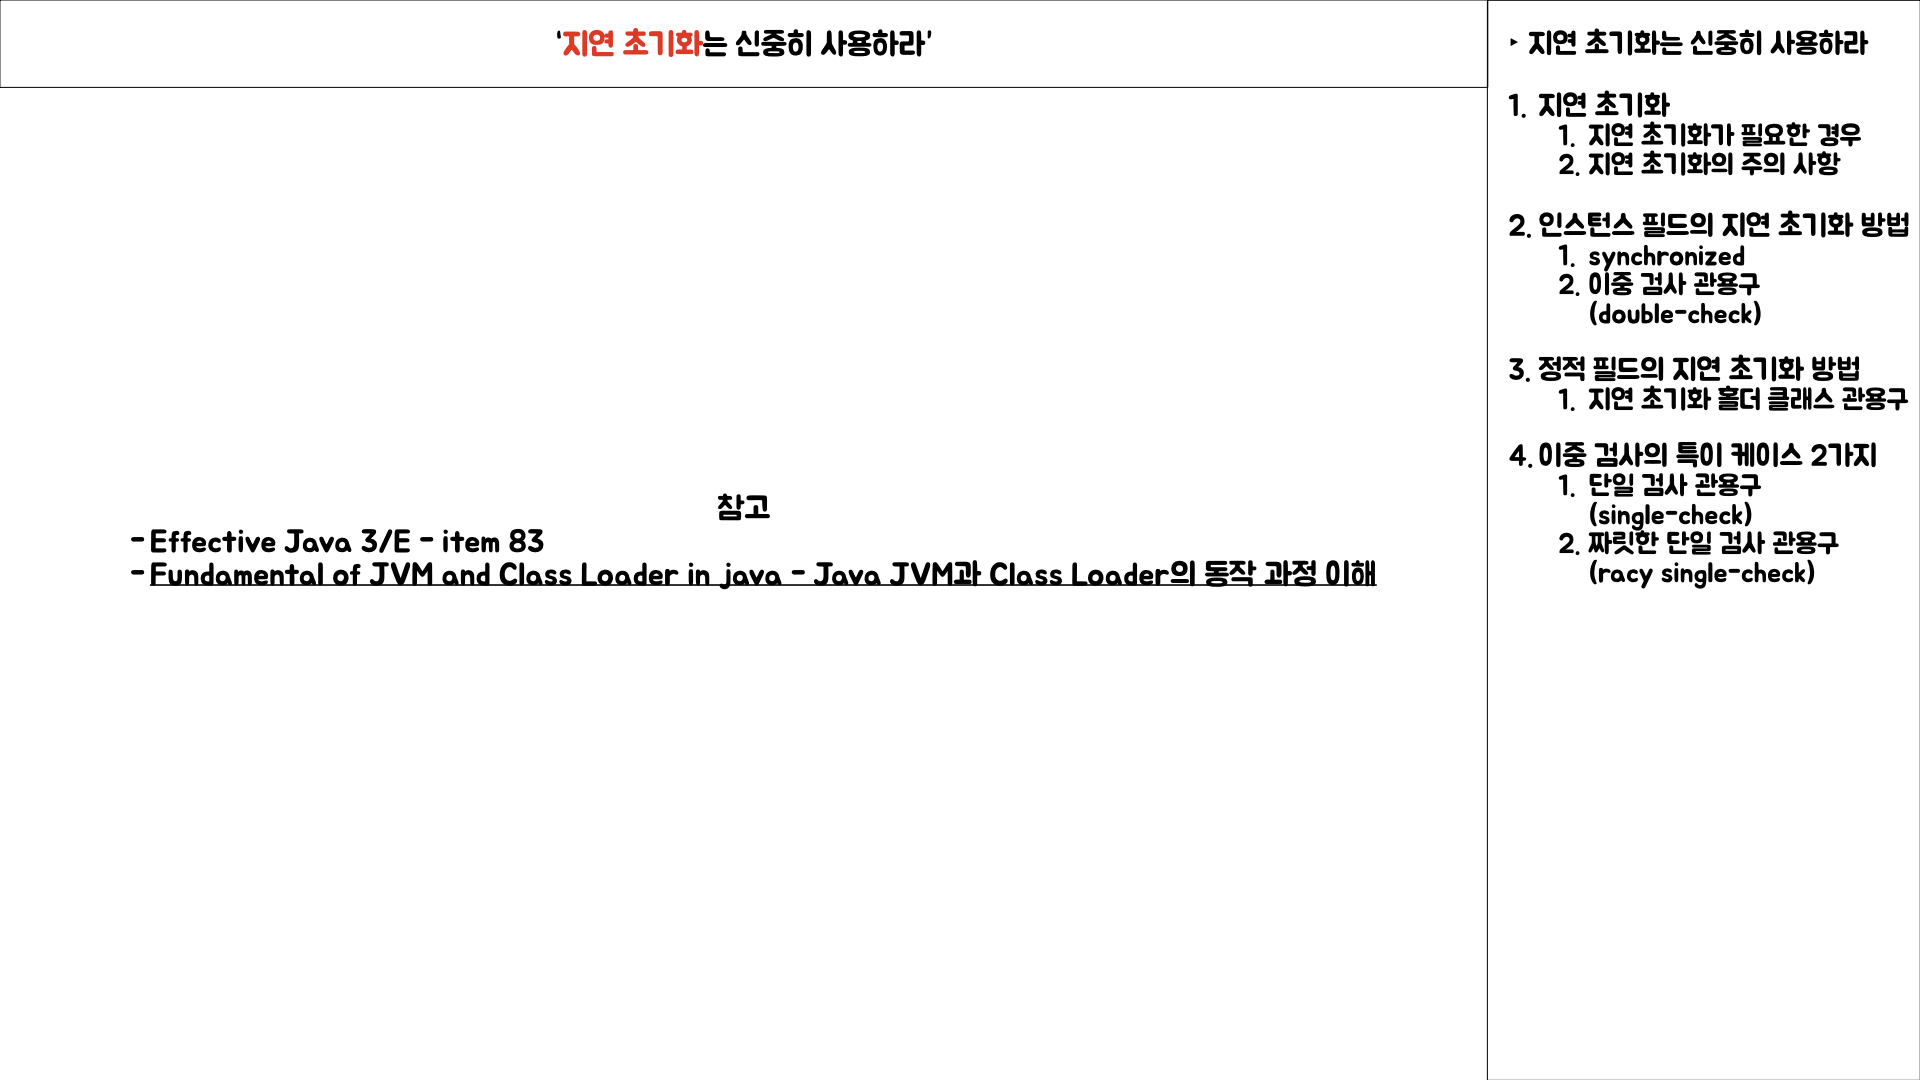 ‘지연 초기화는 신중히 사용하라’
참고
- Effective Java 3/E - item 83
- Fundamental of JVM and Class Loader in java - Java JVM과 Class Loader의 동작 과정 이해
‣ 지연 초기화는 신중히 사용하라
1. 지연 초기화
1. 지연 초기화가 필요한 경우
2. 지연 초기화의 주의 사항
2. 인스턴스 필드의 지연 초기화 방법
1. synchronized
2. 이중 검사 관용구
(double-check)
3. 정적 필드의 지연 초기화 방법
1. 지연 초기화 홀더 클래스 관용구
4. 이중 검사의 특이 케이스 2가지
1. 단일 검사 관용구
(single-check)
2. 짜릿한 단일 검사 관용구
(racy single-check)